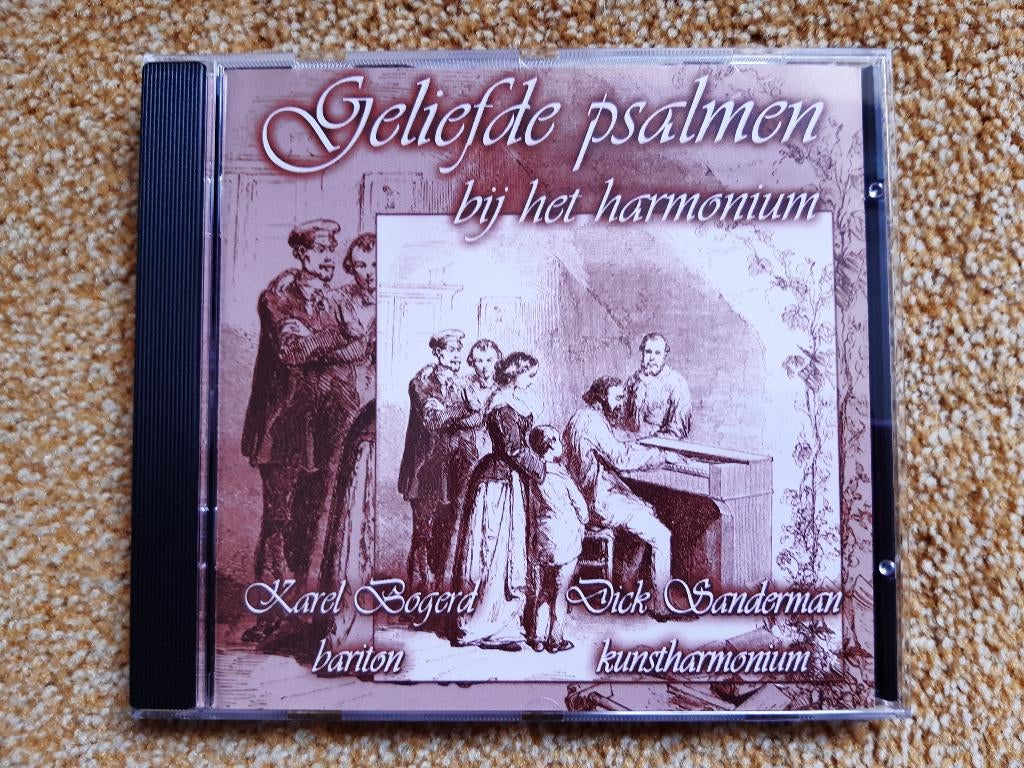 Geliefde psalmen
bij het harmonium
Karel Bogerd
bariton
Dick Sanderman
kunstharmonium